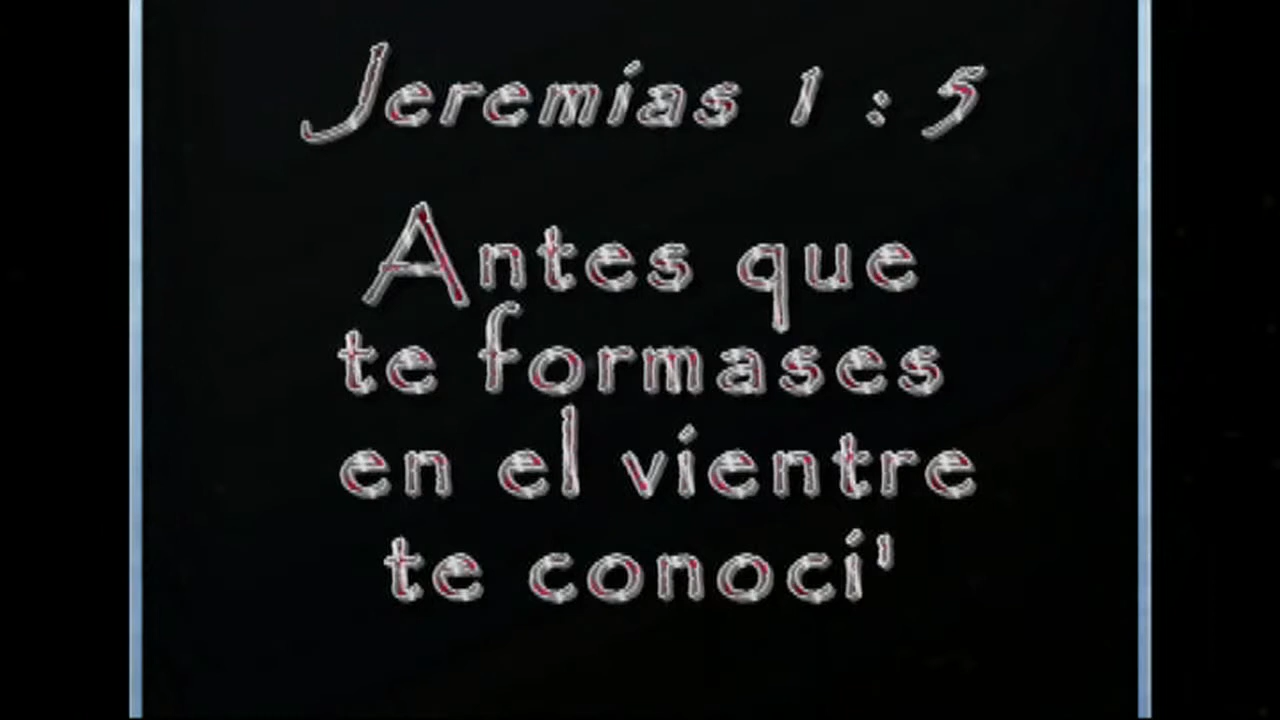 Jeremias 1 : 5
Antes que
te formases
en el vientre
te conoci'